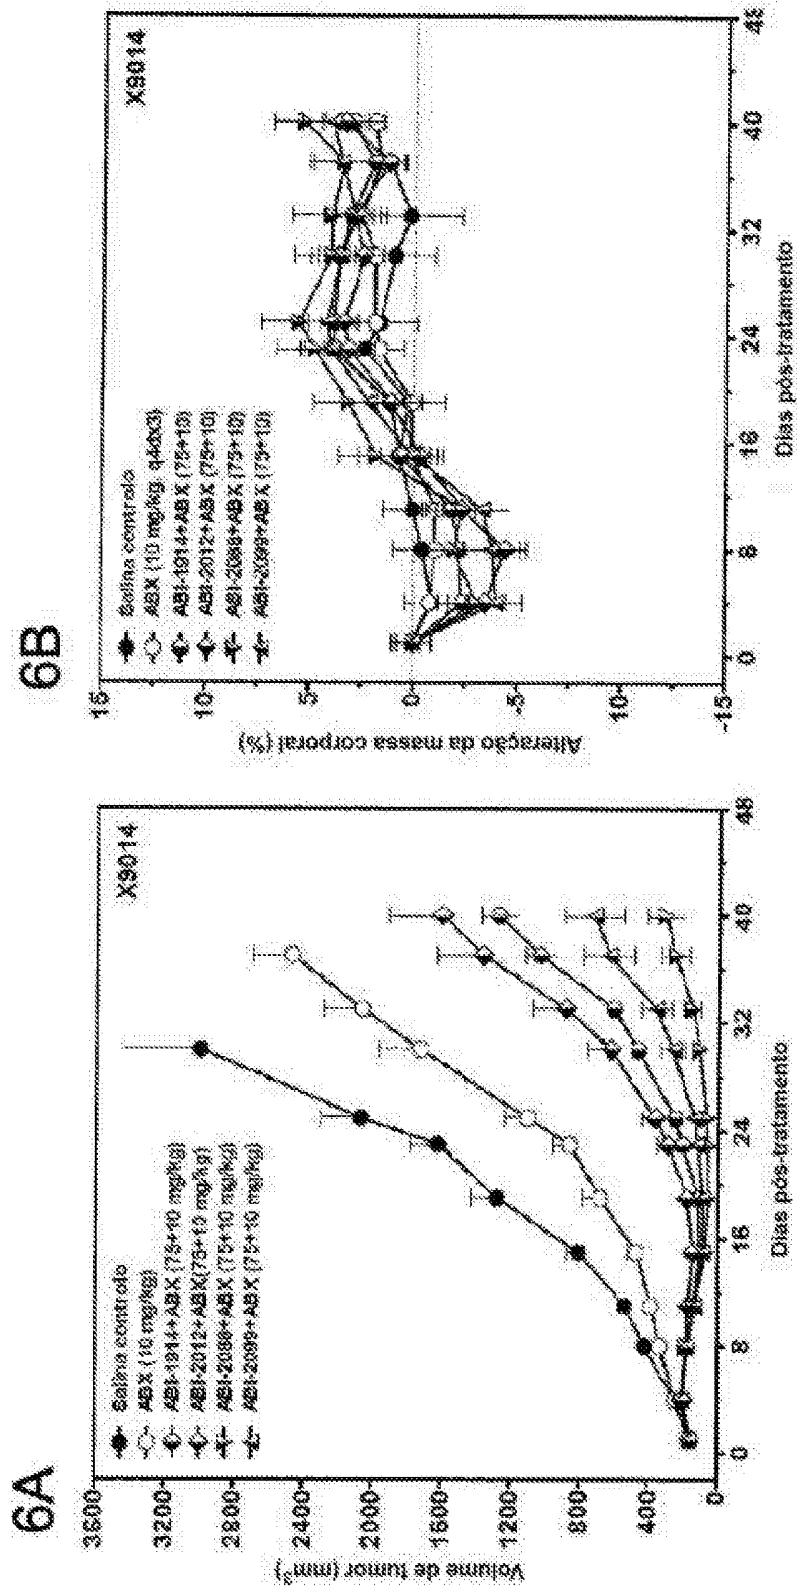 6A
X9014
Salina controlo
ABX (10 mg/kg)
ABI-1914+ABX (75+10 mg/kg)
ABI-2012+ABX(75+10 mg/kg)
ABI-2088+ABX (75+10 mg/kg)
ABI-2099+ABX (75+10 mg/kg)
Volume de tumor (mm³)
3600
3200
2800
2400
2000
1600
1200
800
400
0
0
8
16
24
32
40
48
Dias pós-tratamento
6B
X9014
Salina controlo
ABX (10 mg/kg, q4dx3)
ABI-1914+ABX (75+10)
ABI-2012+ABX (75+10)
ABI-2088+ABX (75+10)
ABI-2099+ABX (75+10)
Alteração da massa corporal (%)
15
10
5
0
-5
-10
-15
0
8
16
24
32
40
48
Dias pós-tratamento